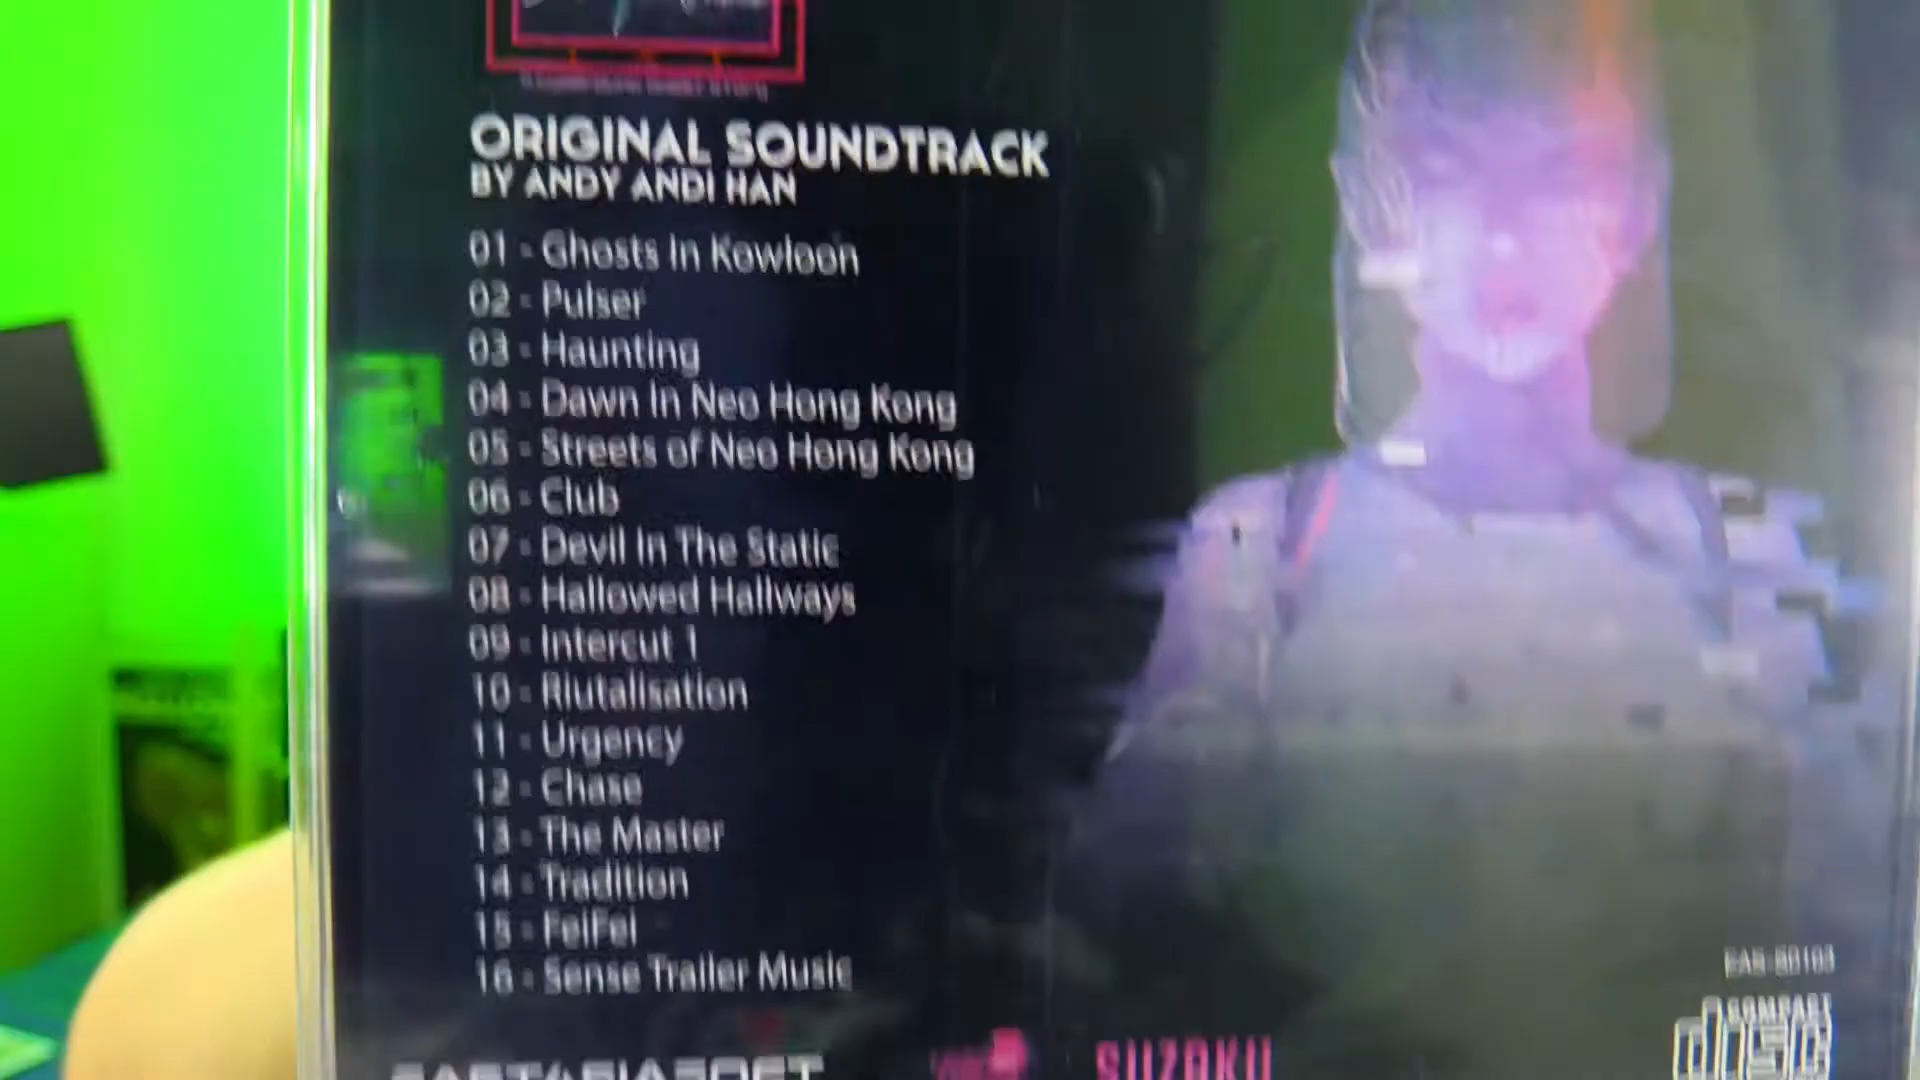 ORIGINAL SOUNDTRACK
BY ANDY ANDI HAN
01 - Ghosts In Kowloon
02 - Pulser
03 - Haunting
04 - Dawn In Neo Hong Kong
05 - Streets of Neo Hong Kong
06 - Club
07 - Devil In The Static
08 - Hallowed Hallways
09 - Intercut 1
10 - Riutalisation
11 - Urgency
12 - Chase
13 - The Master
14 - Tradition
15 - FeiFei
16 - Sense Trailer Music
EASTASIASOFT
SUZAKU
COMPACT
disc